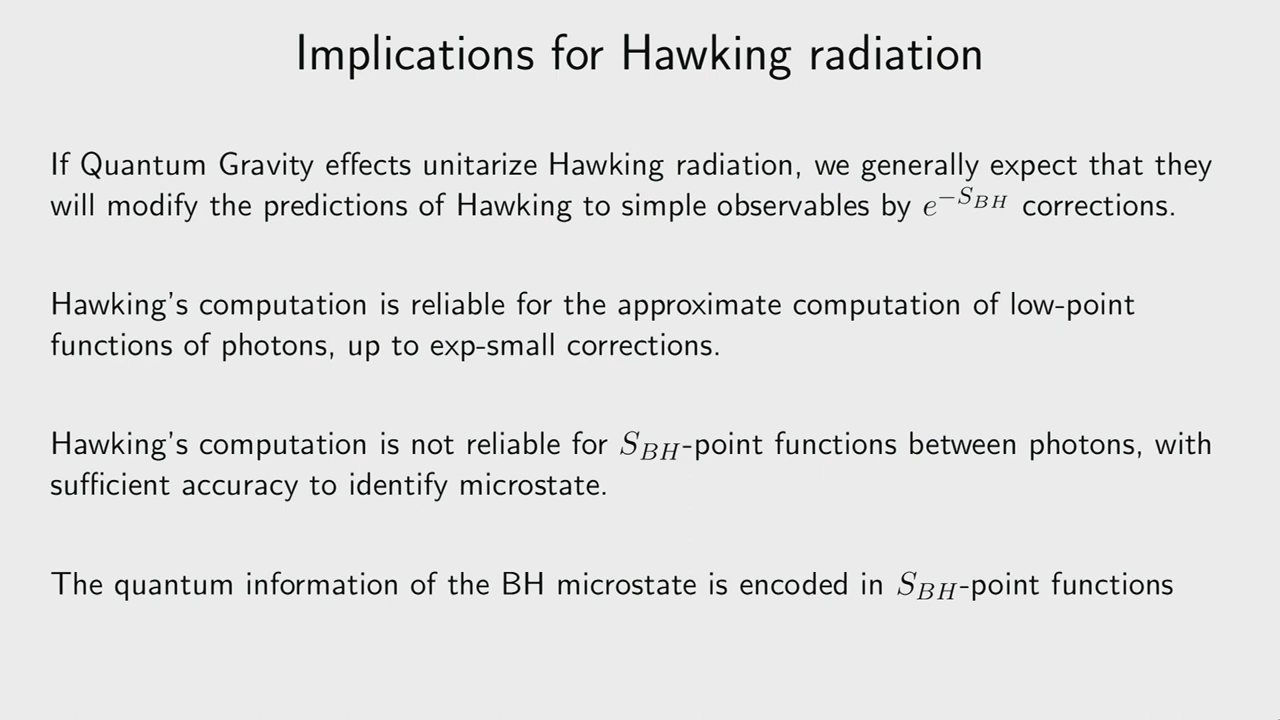 Implications for Hawking radiation
If Quantum Gravity effects unitarize Hawking radiation, we generally expect that they
will modify the predictions of Hawking to simple observables by $e^{-S_{BH}}$ corrections.
Hawking's computation is reliable for the approximate computation of low-point
functions of photons, up to exp-small corrections.
Hawking's computation is not reliable for $S_{BH}$-point functions between photons, with
sufficient accuracy to identify microstate.
The quantum information of the BH microstate is encoded in $S_{BH}$-point functions